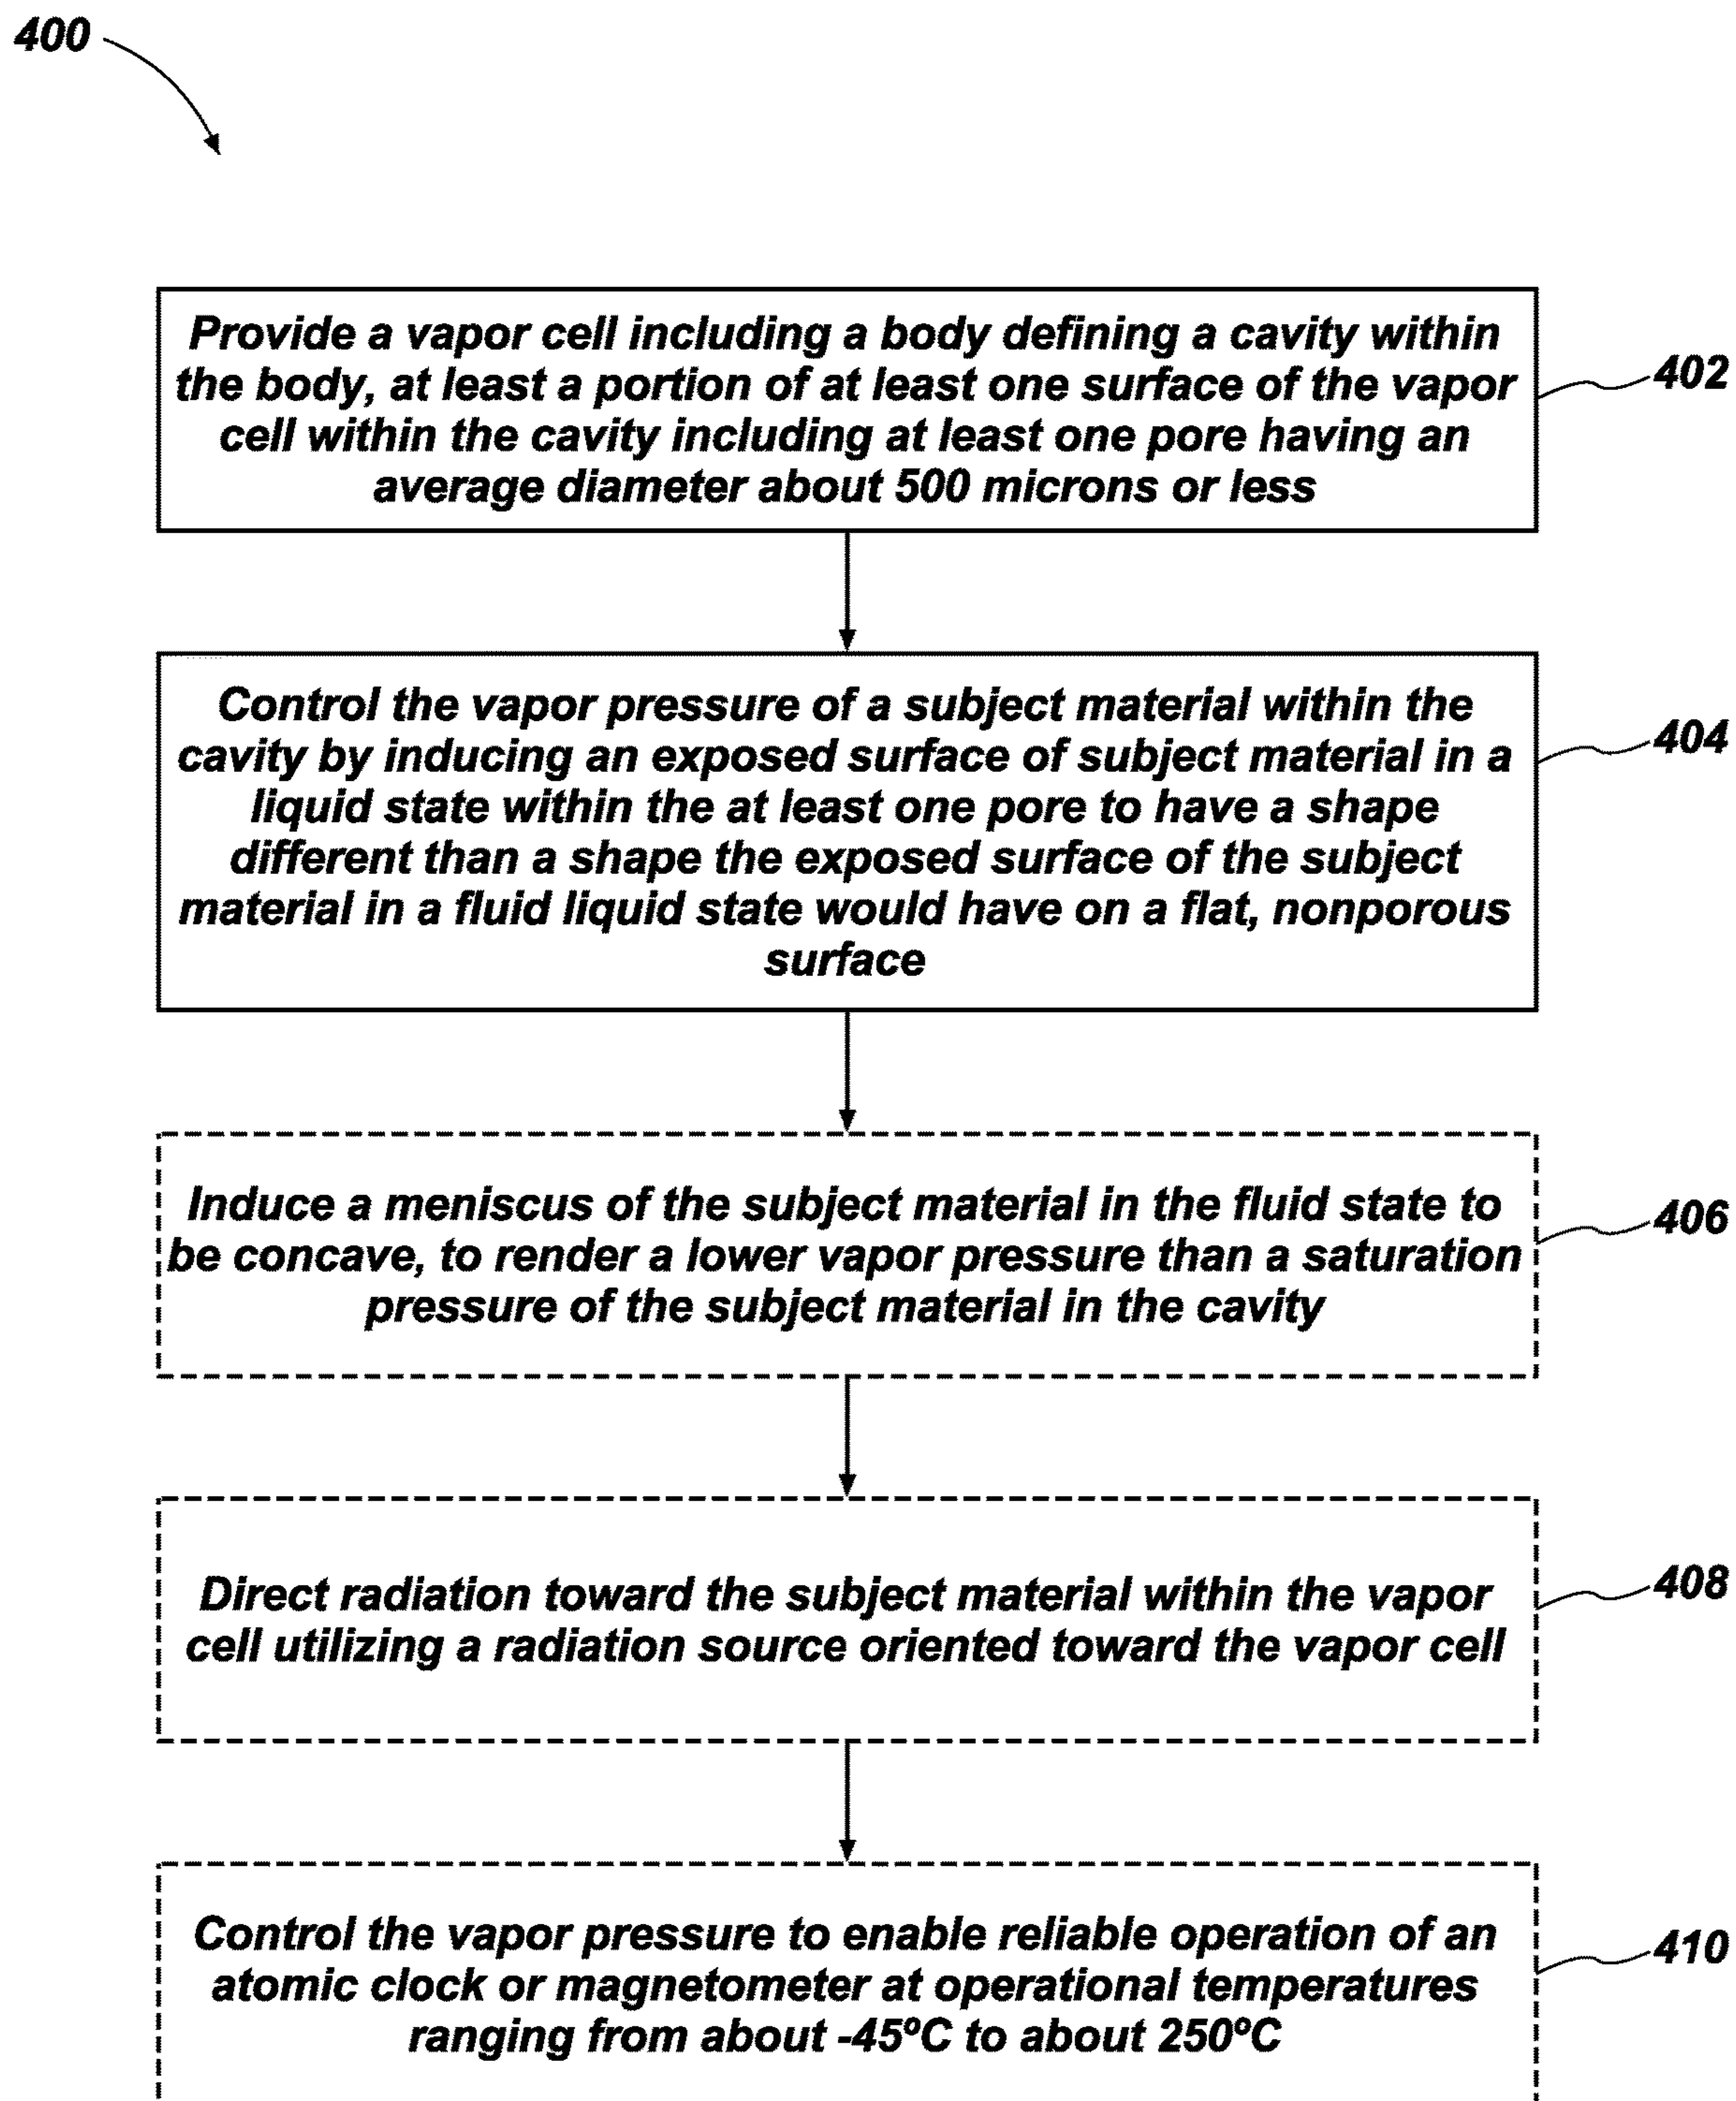 400
Provide a vapor cell including a body defining a cavity within
the body, at least a portion of at least one surface of the vapor
cell within the cavity including at least one pore having an
average diameter about 500 microns or less
402
Control the vapor pressure of a subject material within the
cavity by inducing an exposed surface of subject material in a
liquid state within the at least one pore to have a shape
different than a shape the exposed surface of the subject
material in a fluid liquid state would have on a flat, nonporous
surface
404
Induce a meniscus of the subject material in the fluid state to
be concave, to render a lower vapor pressure than a saturation
pressure of the subject material in the cavity
406
Direct radiation toward the subject material within the vapor
cell utilizing a radiation source oriented toward the vapor cell
408
Control the vapor pressure to enable reliable operation of an
atomic clock or magnetometer at operational temperatures
ranging from about -45ºC to about 250ºC
410